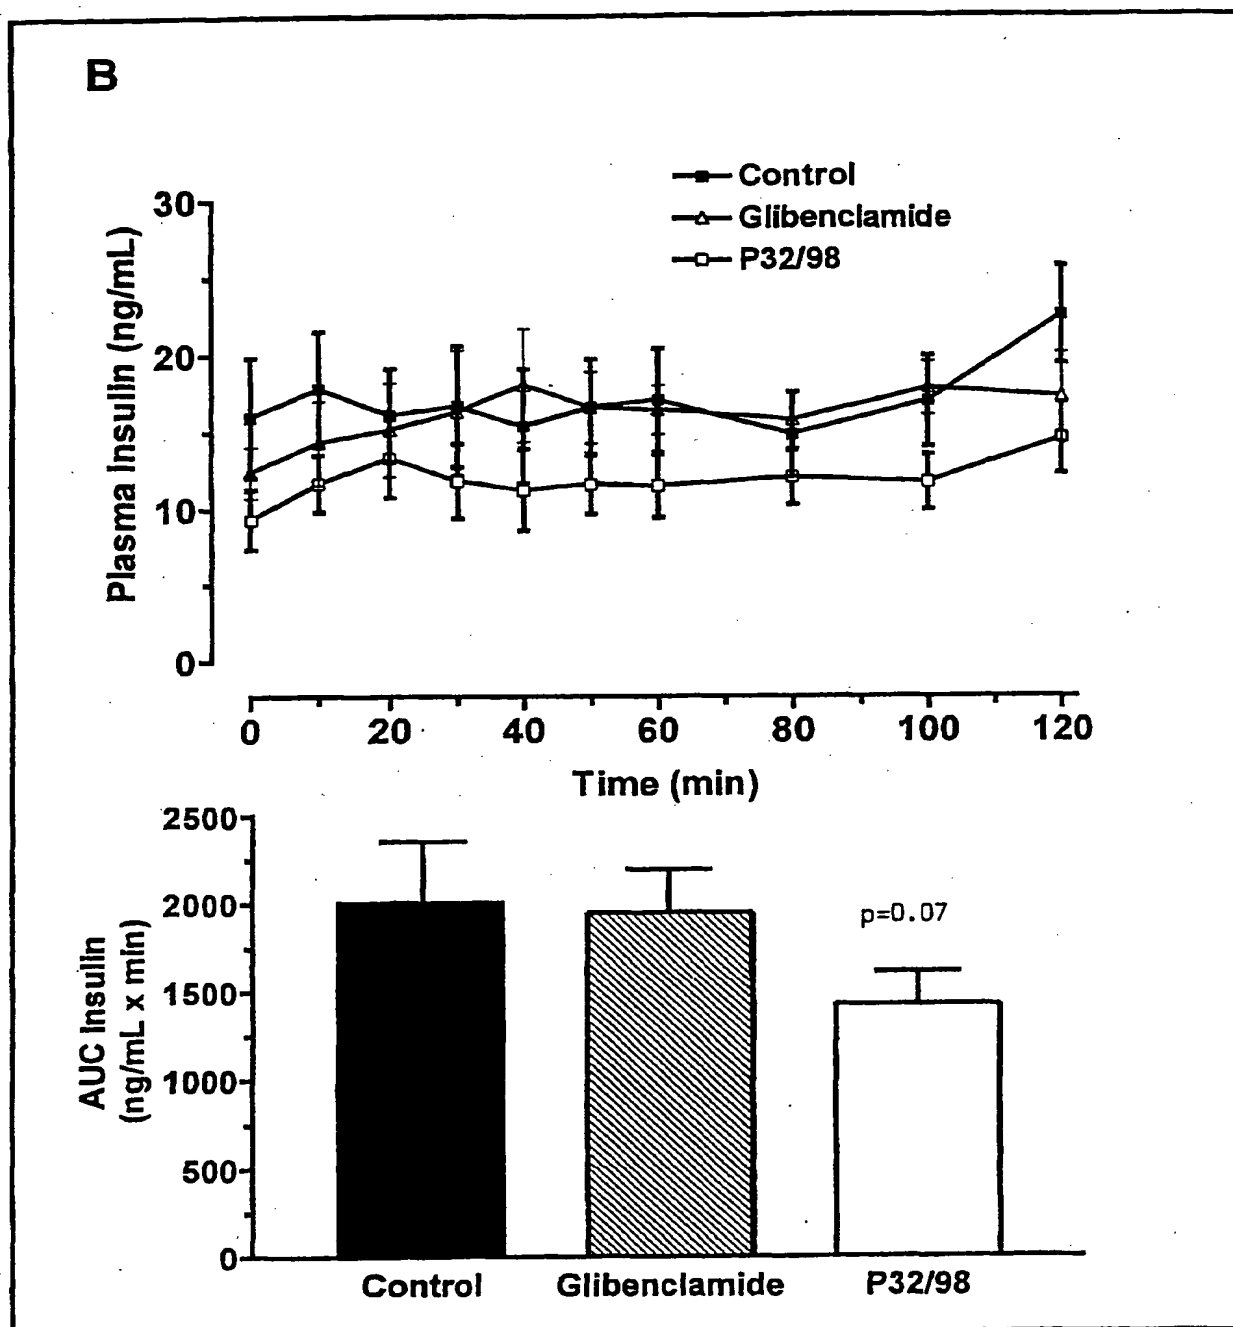 B
Control
Glibenclamide
P32/98
30
20
10
0
Plasma Insulin (ng/mL)
0 20 40 60 80 100 120
Time (min)
2500
2000
1500
1000
500
0
AUC Insulin
(ng/mL x min)
p=0.07
Control Glibenclamide P32/98